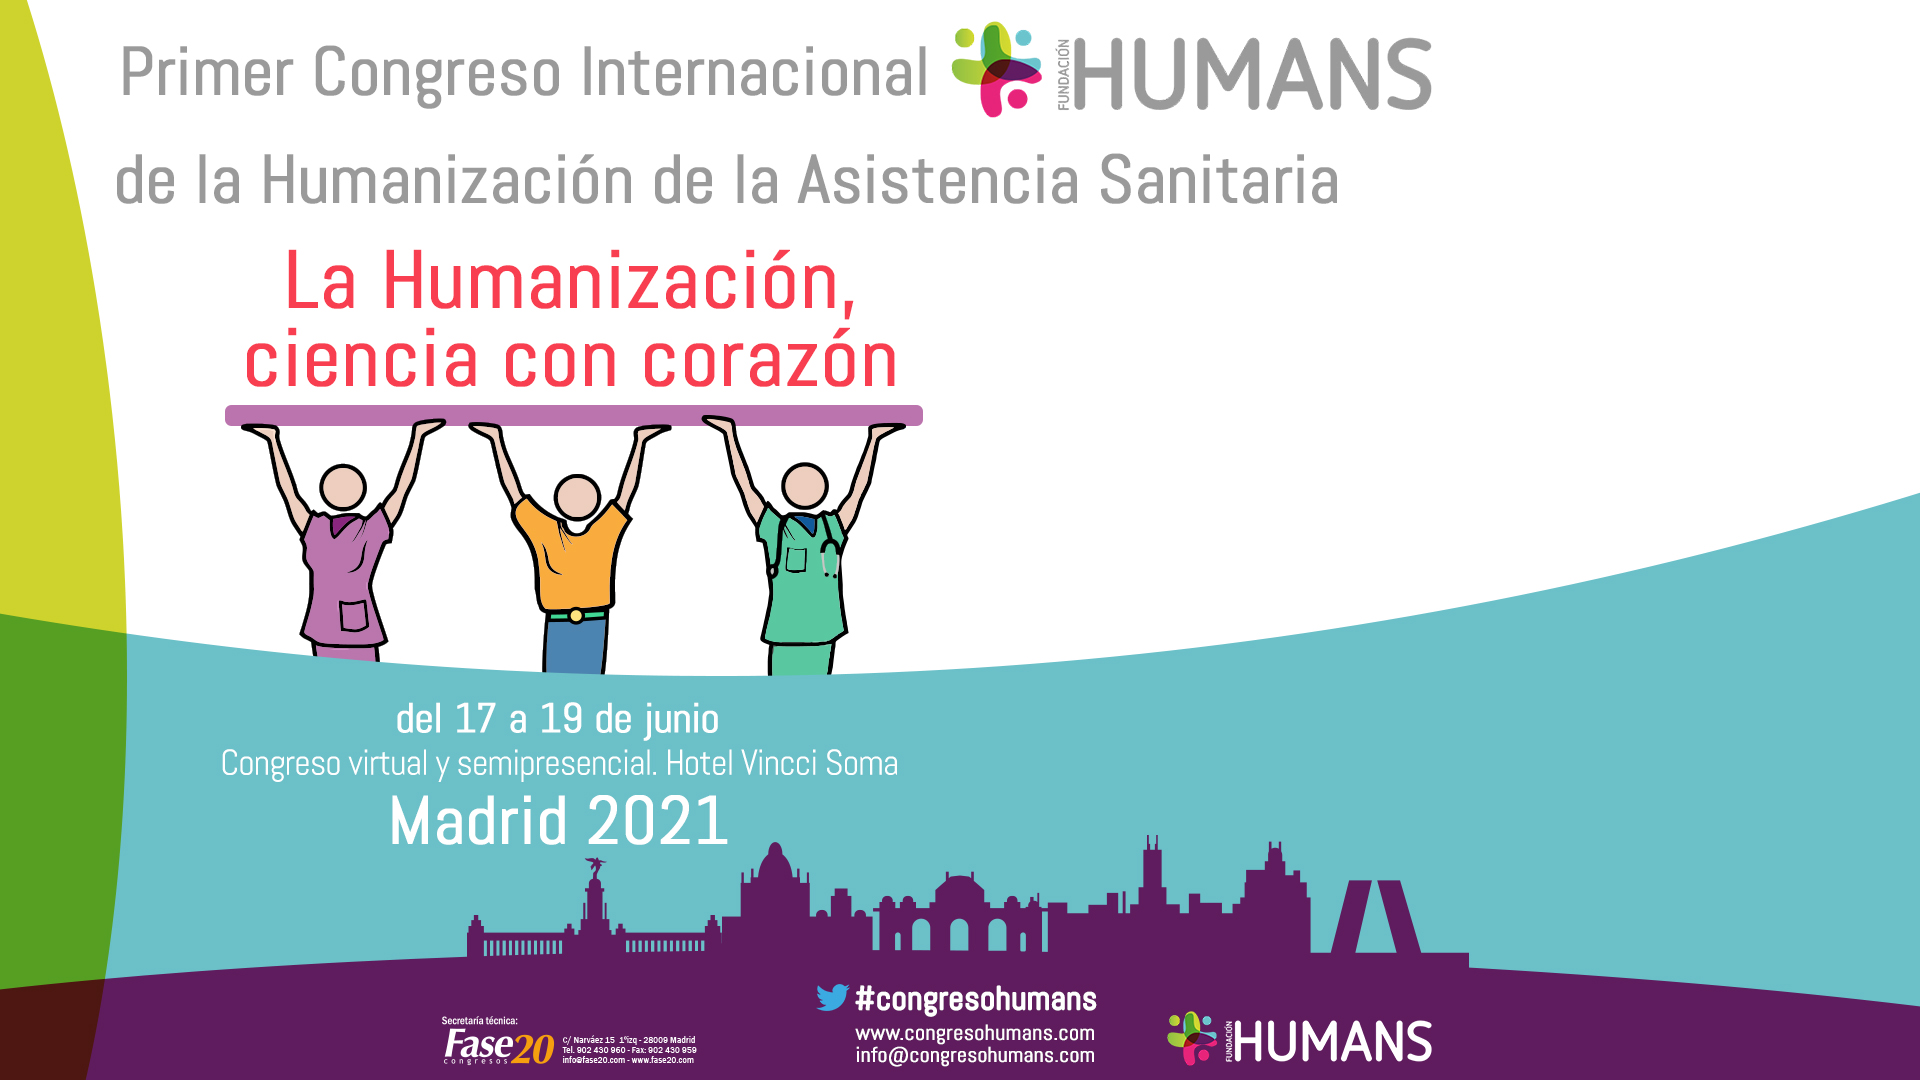 Primer Congreso Internacional FUNDACIÓN HUMANS
de la Humanización de la Asistencia Sanitaria
La Humanización,
ciencia con corazón
del 17 a 19 de junio
Congreso virtual y semipresencial. Hotel Vincci Soma
Madrid 2021
Secretaría técnica:
Fase20
congresos
C/ Narváez 15 1ºizq - 28009 Madrid
Tel. 902 430 960 - Fax: 902 430 959
info@fase20.com - www.fase20.com
#congresohumans
www.congresohumans.com
info@congresohumans.com
FUNDACIÓN HUMANS